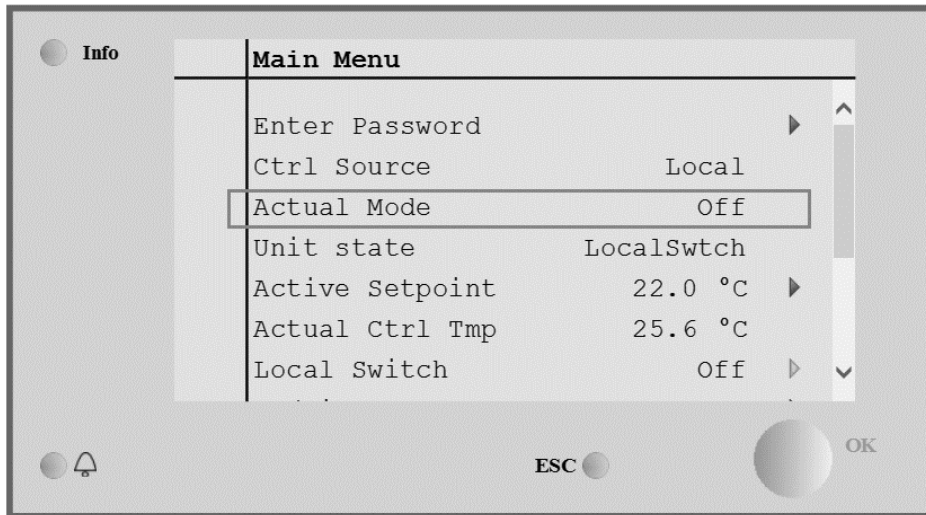 Info
Main Menu
Enter Password
Ctrl Source Local
Actual Mode Off
Unit state LocalSwtch
Active Setpoint 22.0 °C
Actual Ctrl Tmp 25.6 °C
Local Switch Off
ESC
OK